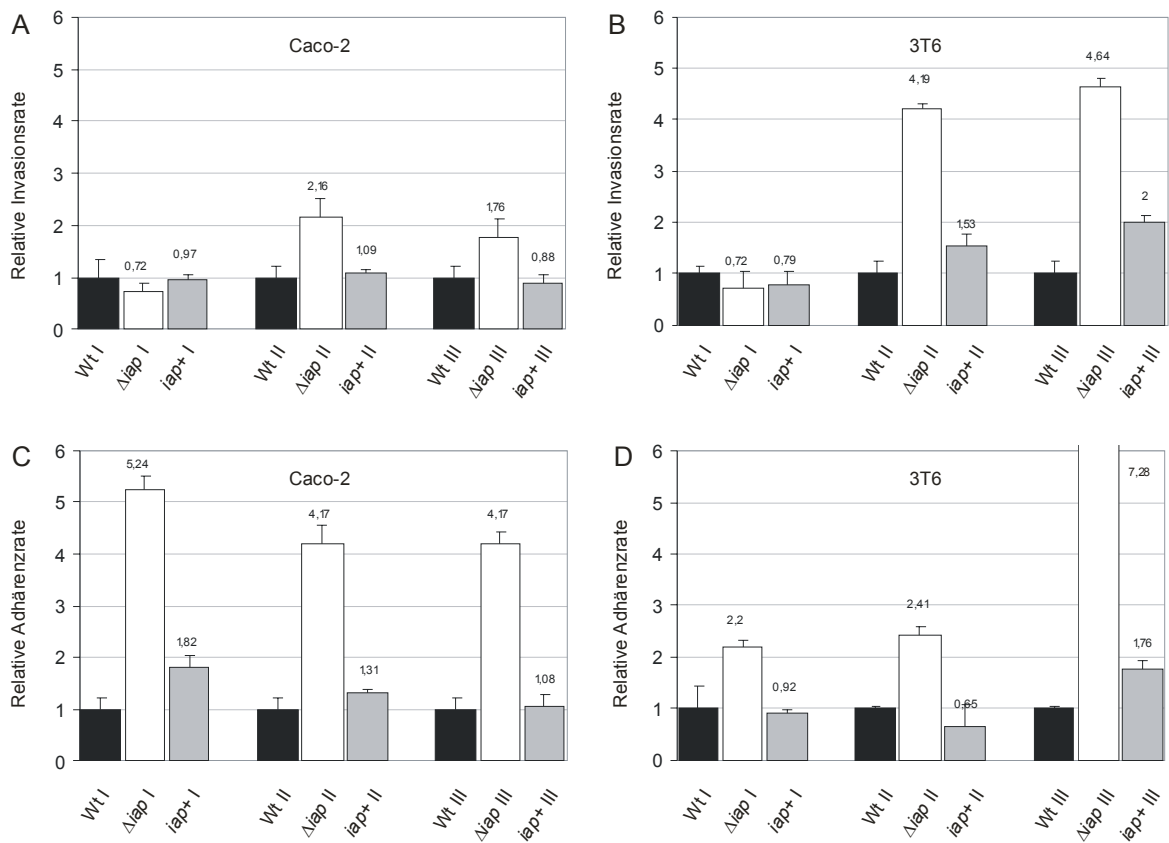 A
Caco-2
Relative Invasionsrate
6
5
4
3
2
1
0
0,72
0,97
2,16
1,09
1,76
0,88
Wt I
Δiap I
iap+ I
Wt II
Δiap II
iap+ II
Wt III
Δiap III
iap+ III
B
3T6
Relative Invasionsrate
6
5
4
3
2
1
0
0,72
0,79
4,19
1,53
4,64
2
Wt I
Δiap I
iap+ I
Wt II
Δiap II
iap+ II
Wt III
Δiap III
iap+ III
C
Caco-2
Relative Adhärenzrate
6
5
4
3
2
1
0
5,24
1,82
4,17
1,31
4,17
1,08
Wt I
Δiap I
iap+ I
Wt II
Δiap II
iap+ II
Wt III
Δiap III
iap+ III
D
3T6
Relative Adhärenzrate
6
5
4
3
2
1
0
2,2
0,92
2,41
0,65
7,28
1,76
Wt I
Δiap I
iap+ I
Wt II
Δiap II
iap+ II
Wt III
Δiap III
iap+ III